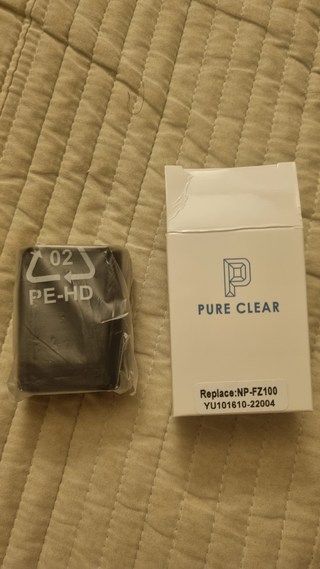 02
PE-HD
P
PURE CLEAR
Replace:NP-FZ100
YU101610-22004